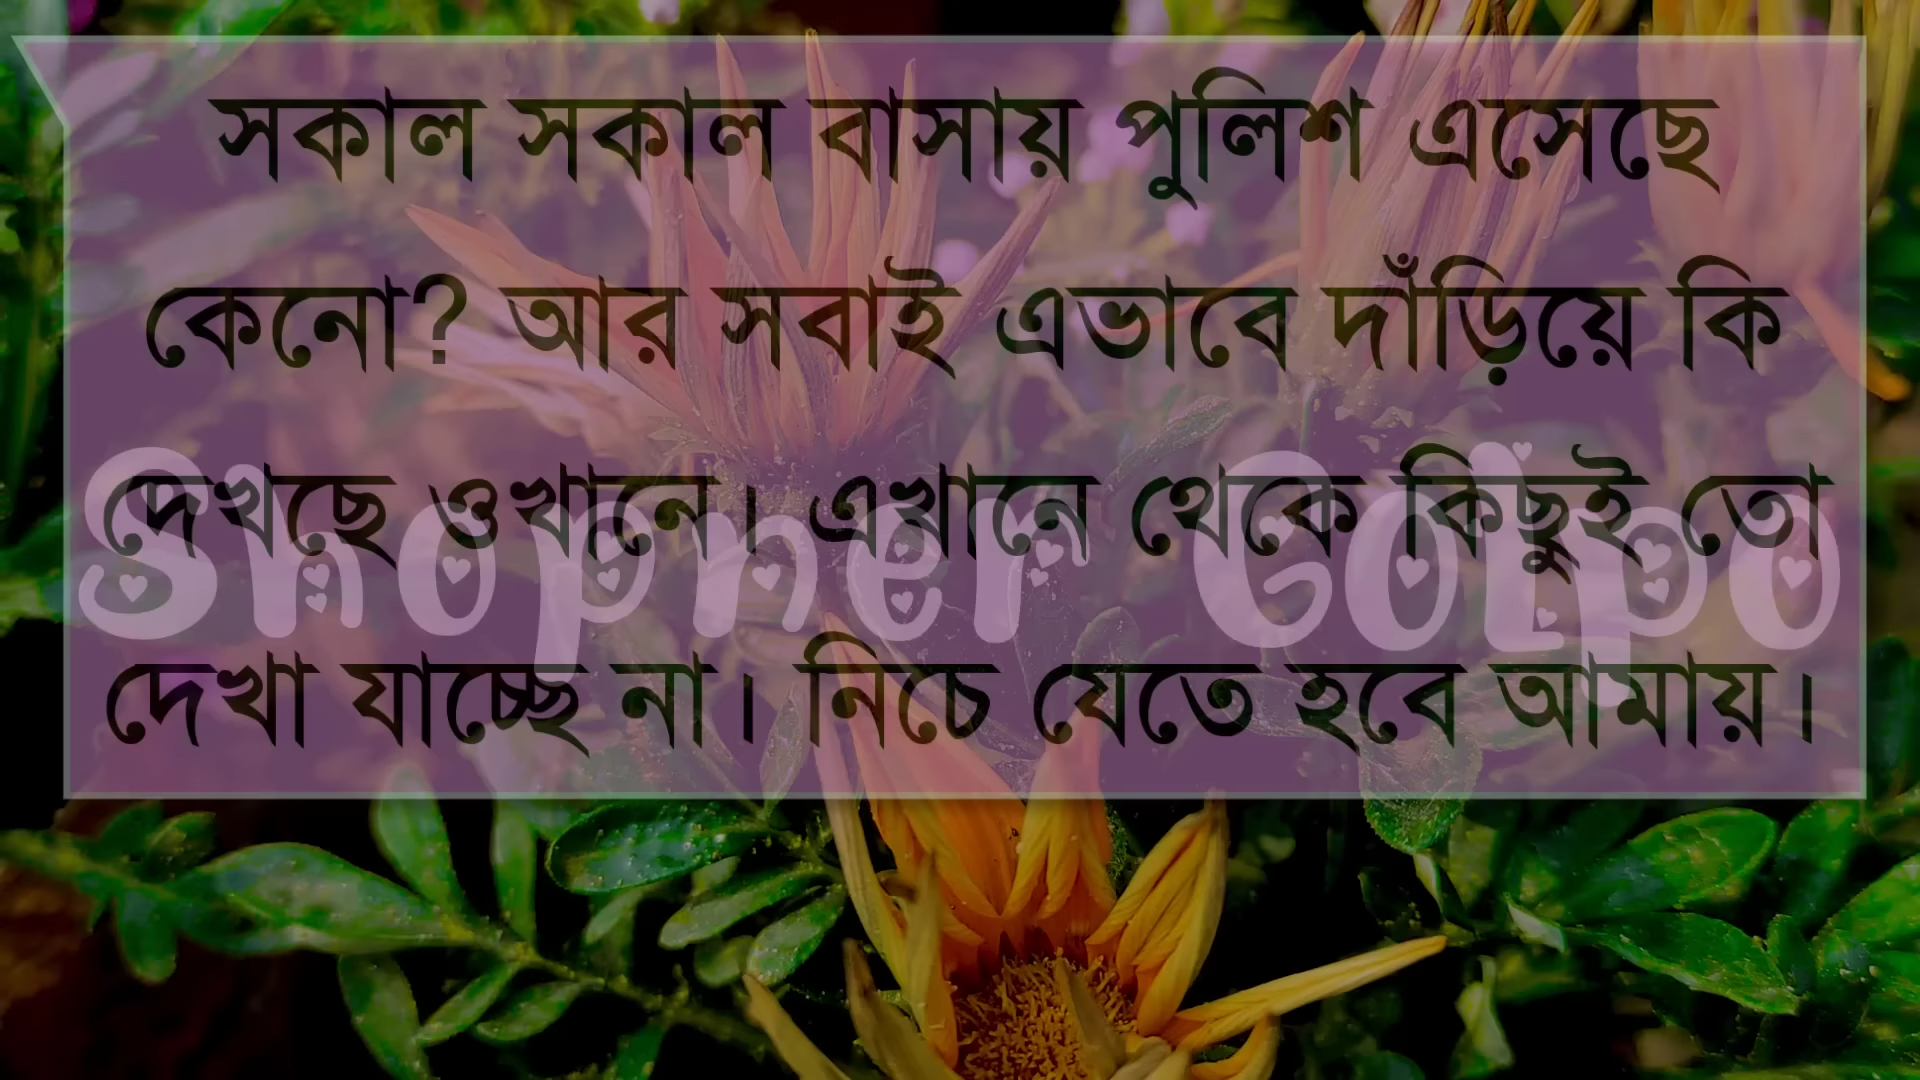 সকাল সকাল বাসায় পুলিশ এসেছে
কেনো? আর সবাই এভাবে দাঁড়িয়ে কি
দেখছে ওখানে। এখানে থেকে কিছুই তো
Shopner Golpo
দেখা যাচ্ছে না। নিচে যেতে হবে আমায়।